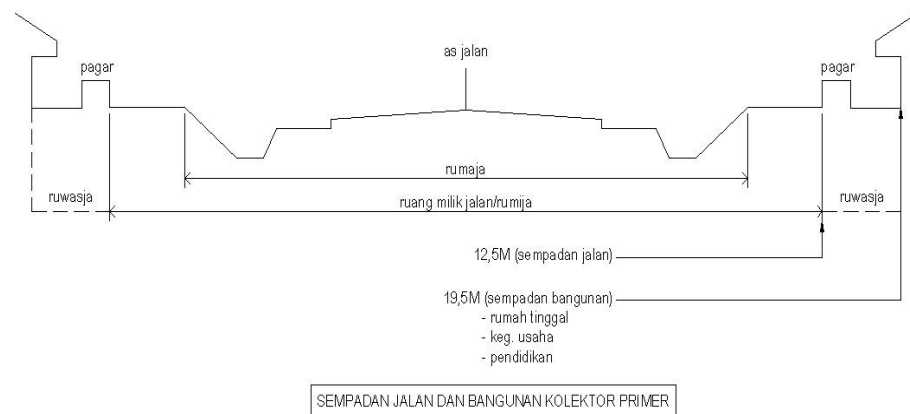 as jalan
pagar
pagar
rumaja
ruwasja
ruang milik jalan/rumija
ruwasja
12,5M (sempadan jalan)
19,5M (sempadan bangunan)
- rumah tinggal
- keg. usaha
- pendidikan
SEMPADAN JALAN DAN BANGUNAN KOLEKTOR PRIMER